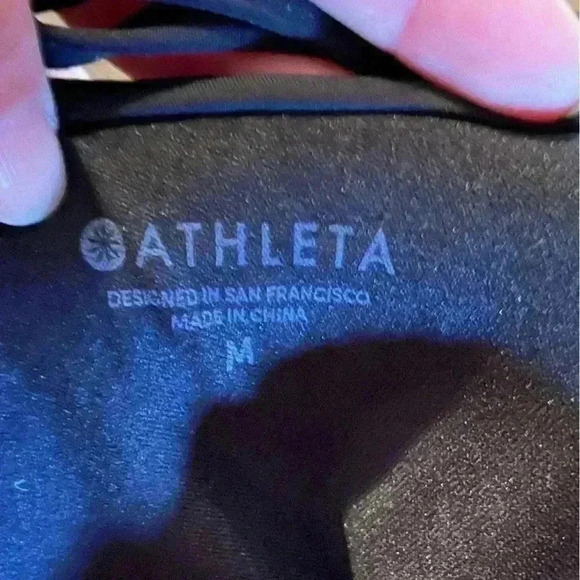 ATHLETA
DESIGNED IN SAN FRANCISCO
MADE IN CHINA
M